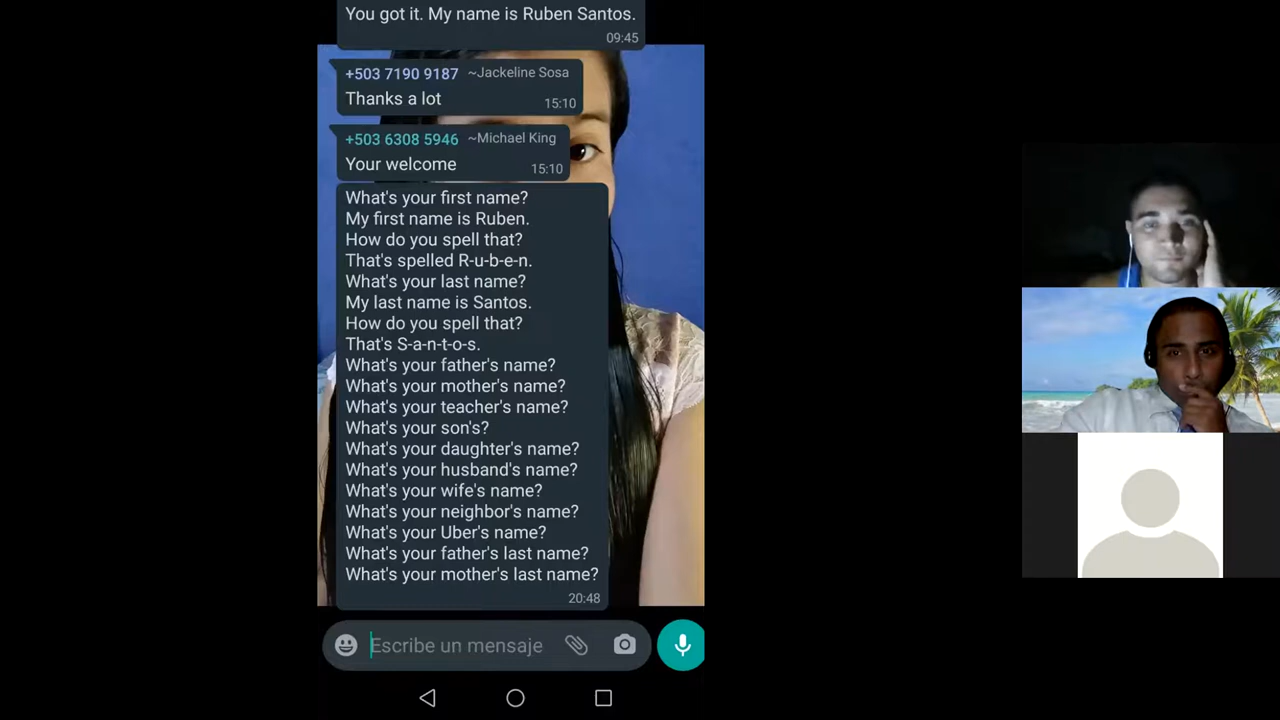 You got it. My name is Ruben Santos.
09:45
+503 7190 9187 ~Jackeline Sosa
Thanks a lot
15:10
+503 6308 5946 ~Michael King
Your welcome
15:10
What's your first name?
My first name is Ruben.
How do you spell that?
That's spelled R-u-b-e-n.
What's your last name?
My last name is Santos.
How do you spell that?
That's S-a-n-t-o-s.
What's your father's name?
What's your mother's name?
What's your teacher's name?
What's your son's?
What's your daughter's name?
What's your husband's name?
What's your wife's name?
What's your neighbor's name?
What's your Uber's name?
What's your father's last name?
What's your mother's last name?
20:48
Escribe un mensaje